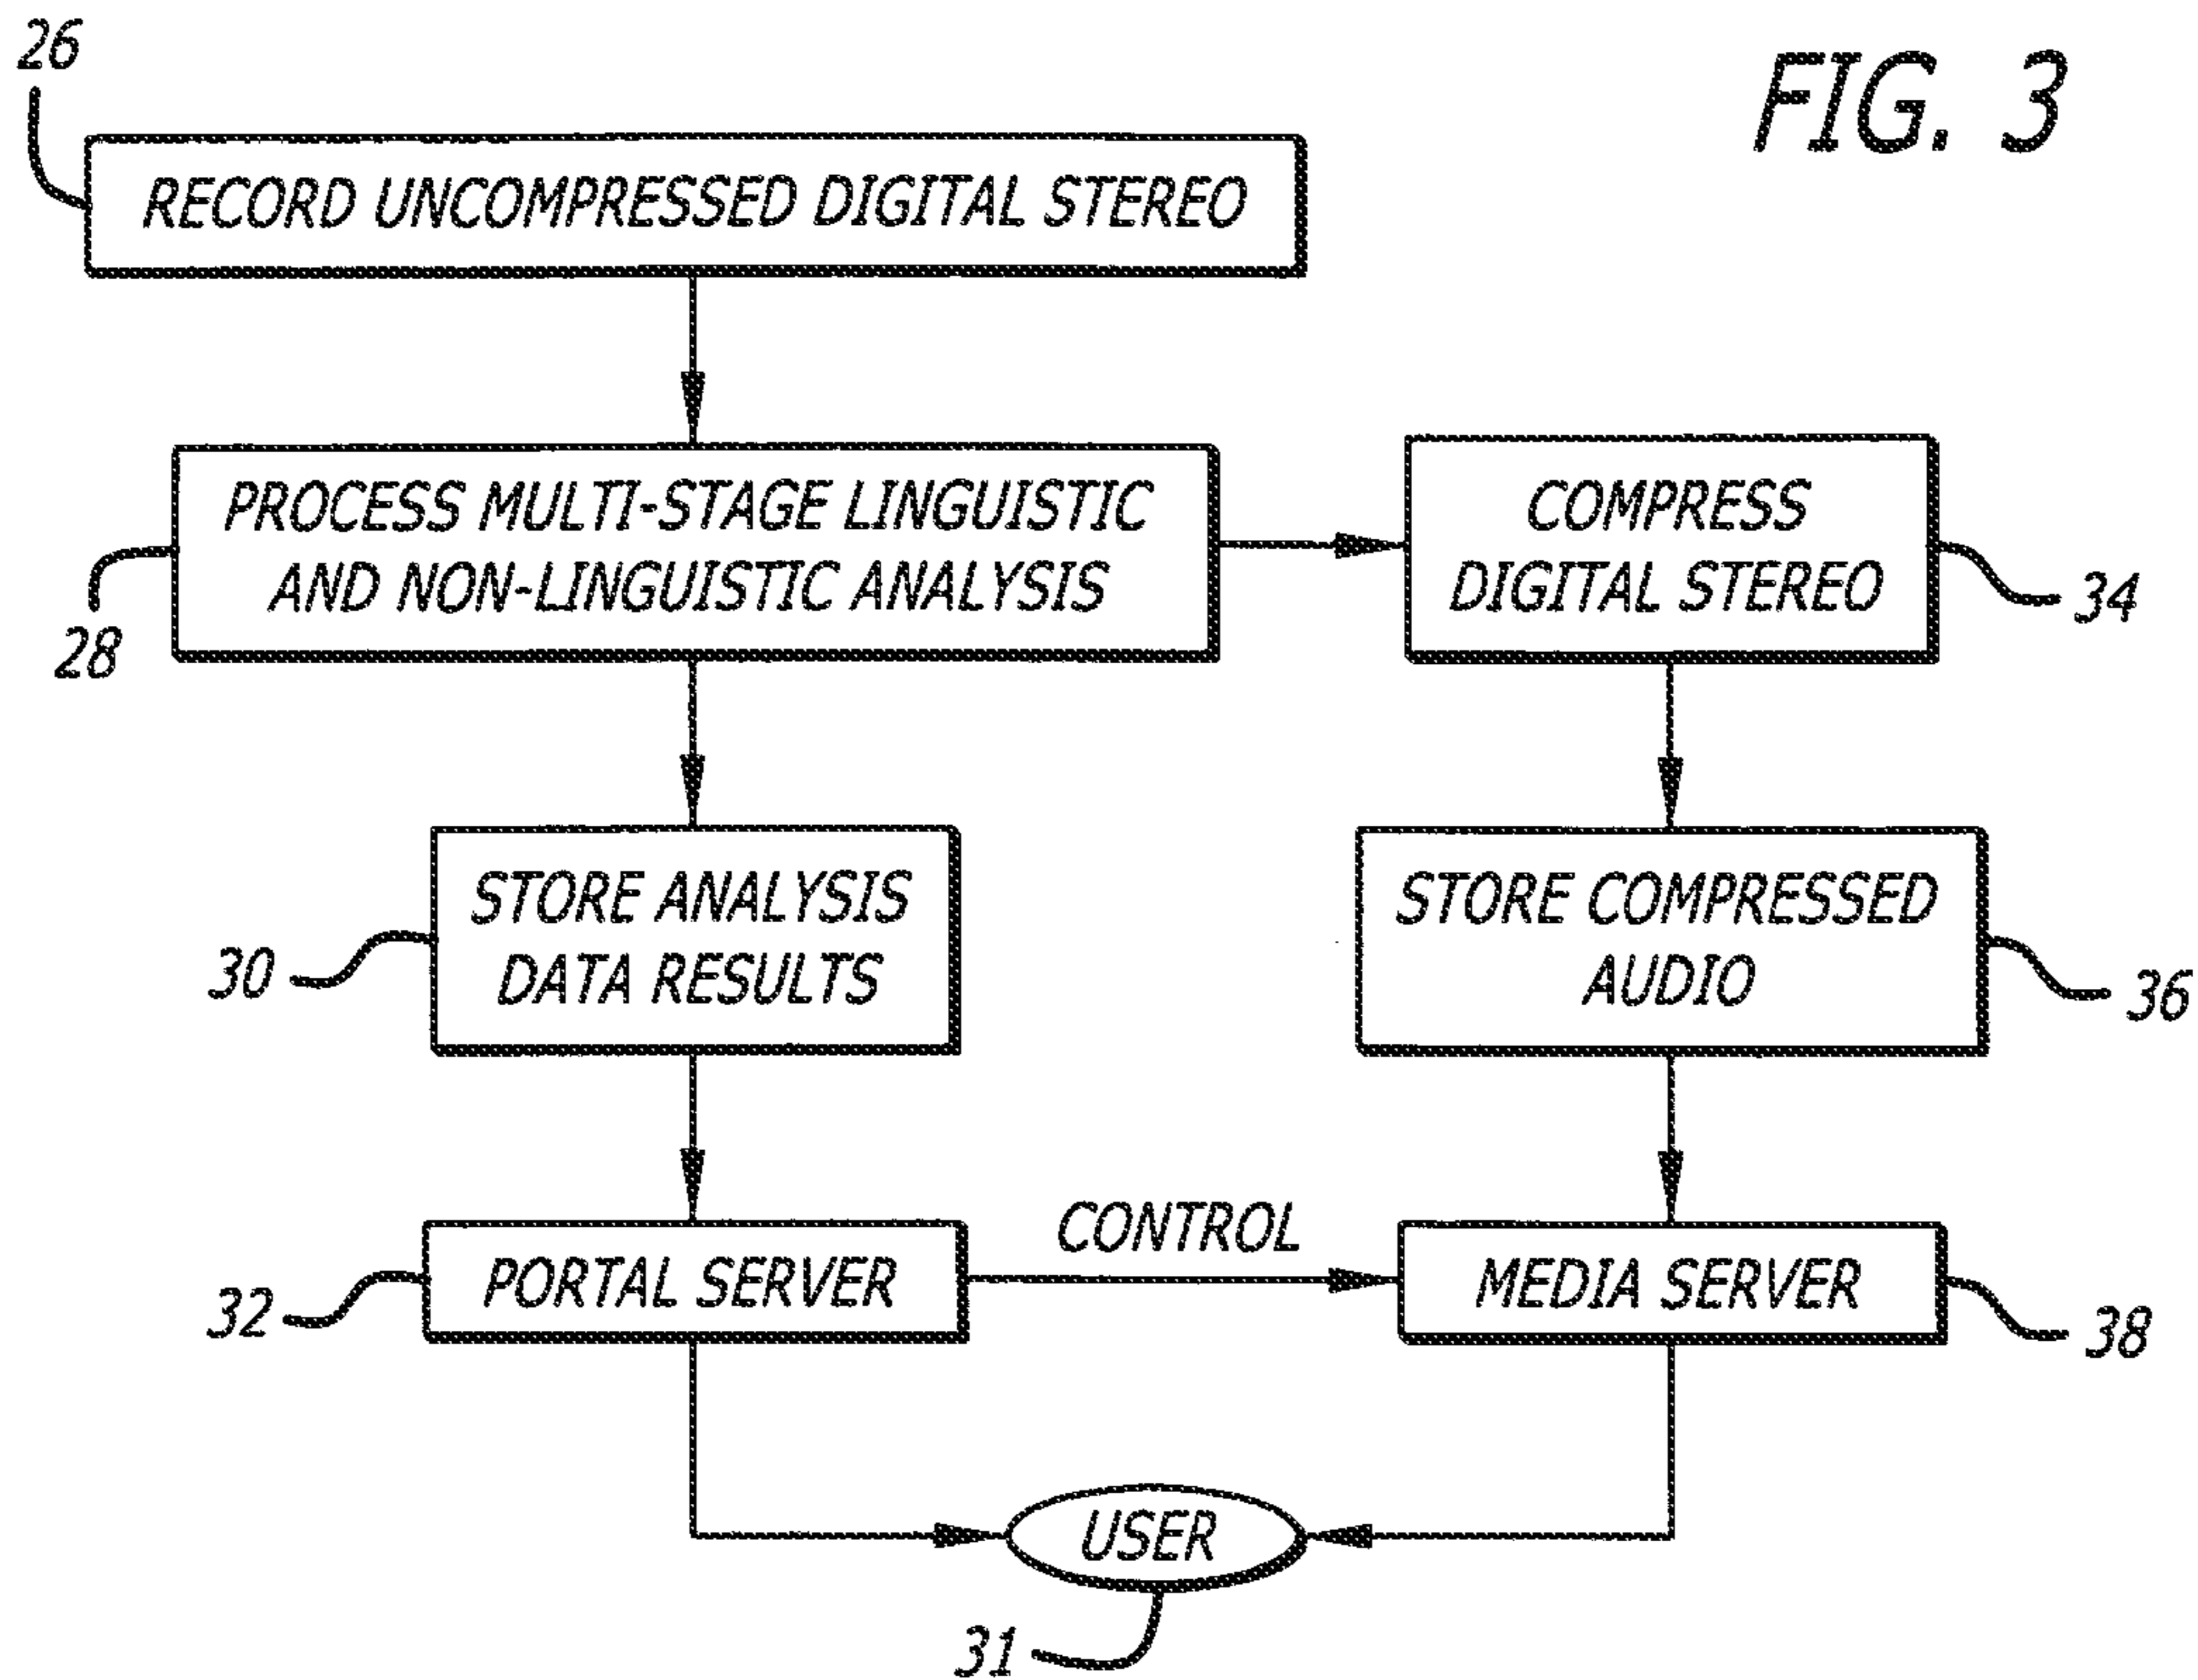 FIG. 3
26
RECORD UNCOMPRESSED DIGITAL STEREO
PROCESS MULTI-STAGE LINGUISTIC
AND NON-LINGUISTIC ANALYSIS
28
COMPRESS
DIGITAL STEREO
34
STORE ANALYSIS
DATA RESULTS
30
STORE COMPRESSED
AUDIO
36
PORTAL SERVER
32
CONTROL
MEDIA SERVER
38
USER
31